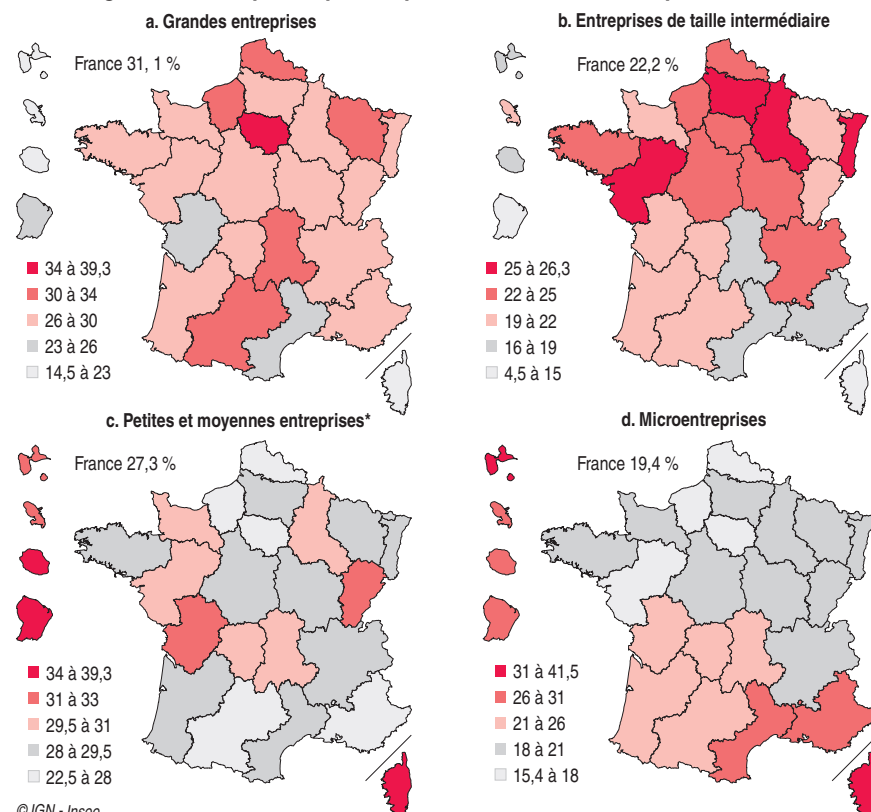 a. Grandes entreprises
France 31, 1 %
34 à 39,3
30 à 34
26 à 30
23 à 26
14,5 à 23
b. Entreprises de taille intermédiaire
France 22,2 %
25 à 26,3
22 à 25
19 à 22
16 à 19
4,5 à 15
c. Petites et moyennes entreprises*
France 27,3 %
34 à 39,3
31 à 33
29,5 à 31
28 à 29,5
22,5 à 28
d. Microentreprises
France 19,4 %
31 à 41,5
26 à 31
21 à 26
18 à 21
15,4 à 18
© IGN - Insee